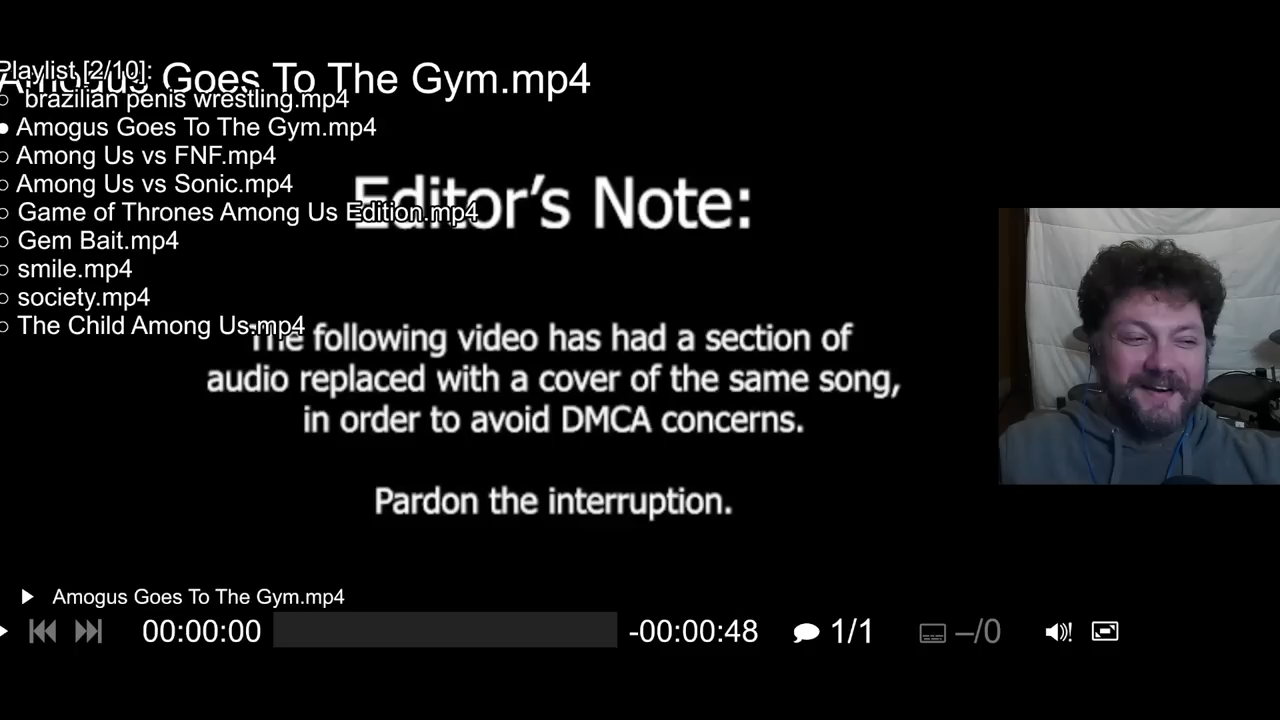 Playlist [2/10]:
Amogus Goes To The Gym.mp4
○ brazilian penis wrestling.mp4
● Amogus Goes To The Gym.mp4
○ Among Us vs FNF.mp4
○ Among Us vs Sonic.mp4
○ Game of Thrones Among Us Edition.mp4
○ Gem Bait.mp4
○ smile.mp4
○ society.mp4
○ The Child Among Us.mp4
Editor's Note:
The following video has had a section of
audio replaced with a cover of the same song,
in order to avoid DMCA concerns.
Pardon the interruption.
Amogus Goes To The Gym.mp4
00:00:00 -00:00:48 1/1 –/0